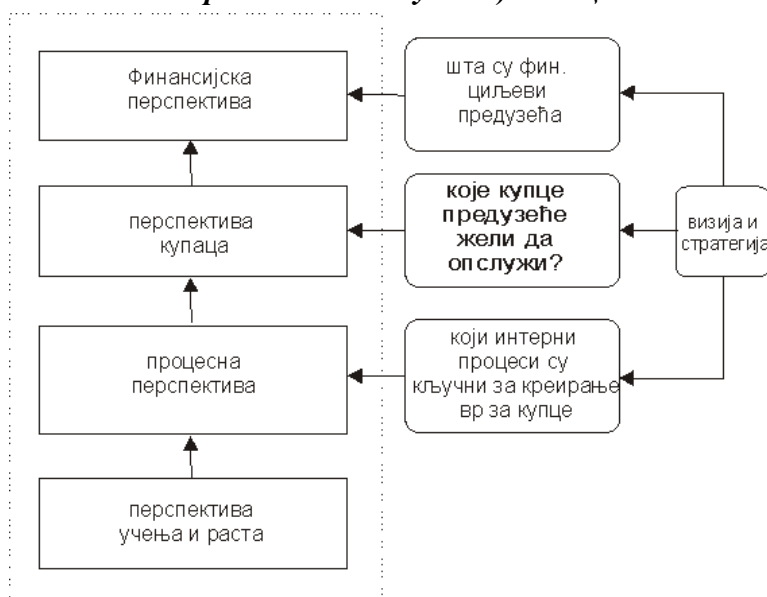 Финансијска
перспектива
шта су фин.
циљеви
предузећа
перспектива
купаца
које купце
предузеће
жели да
опслужи?
визија и
стратегија
процесна
перспектива
који интерни
процеси су
кључни за креирање
вр за купце
перспектива
учења и раста